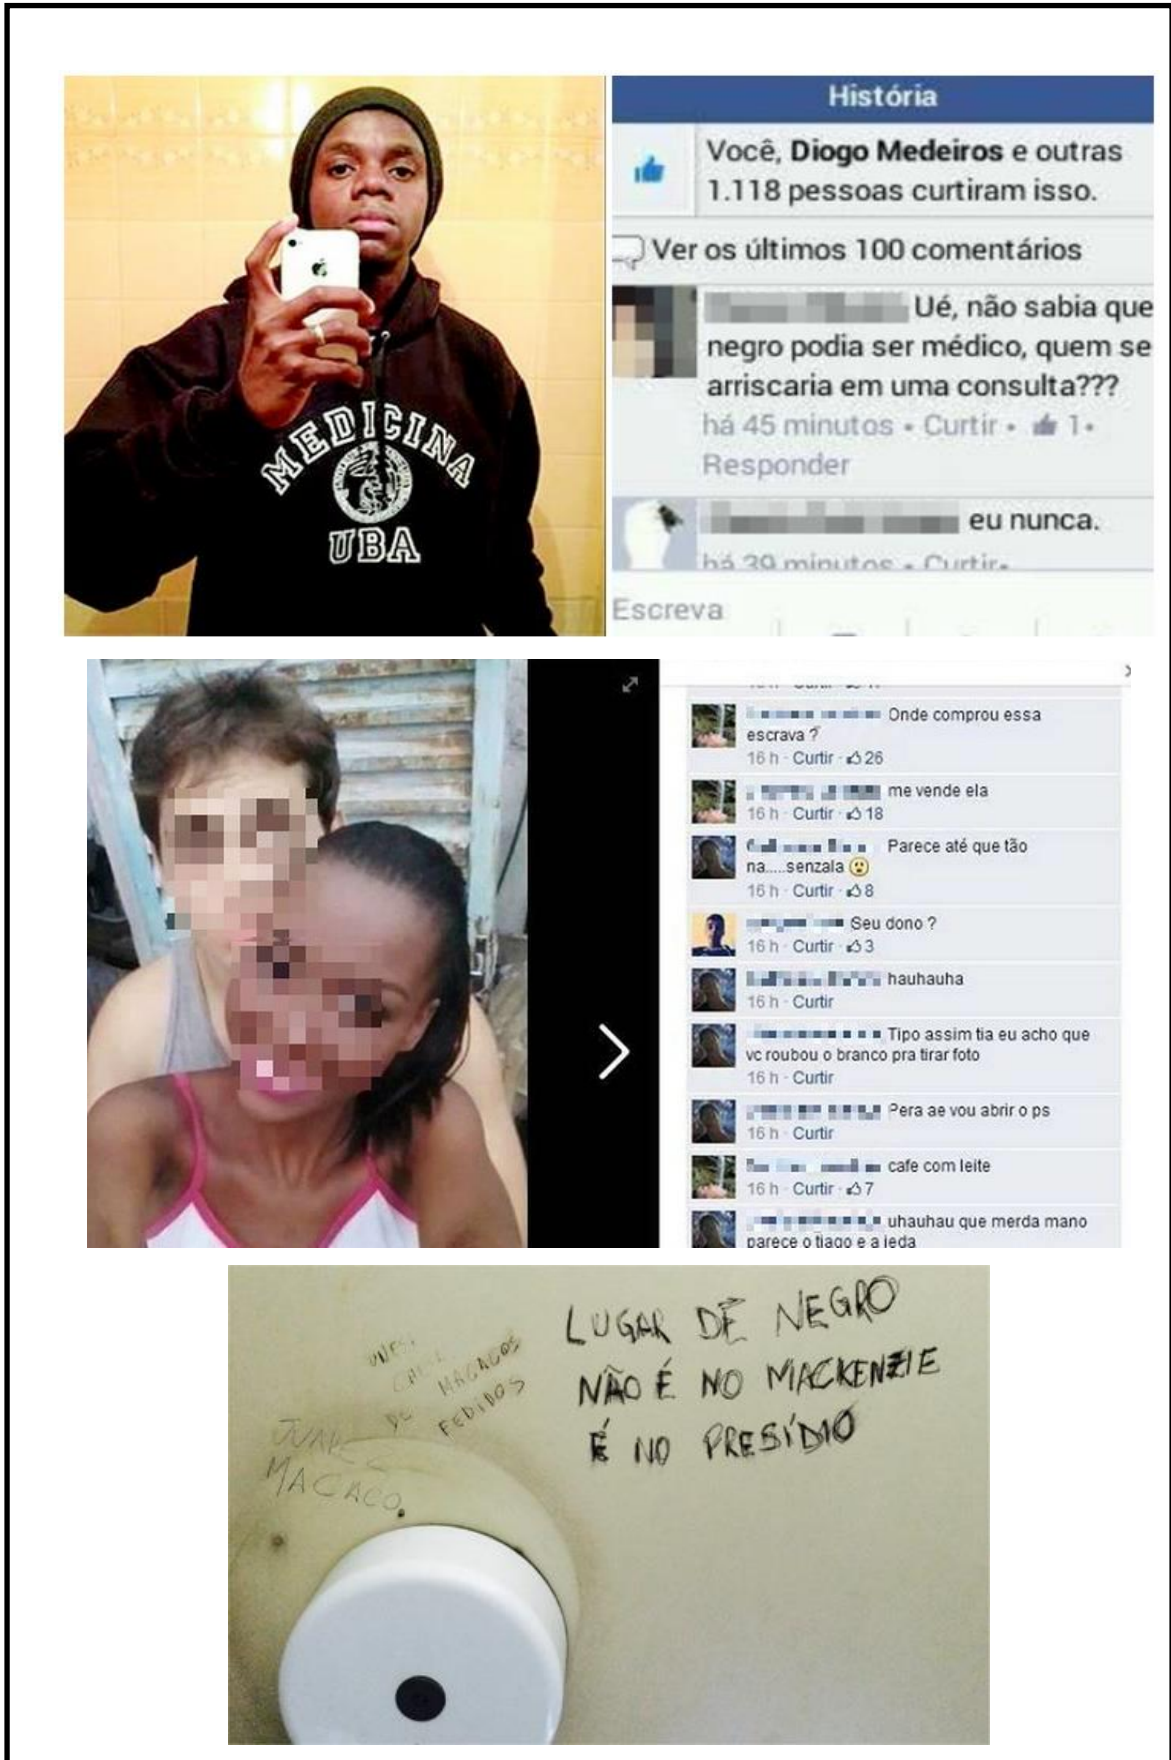 MEDICINA
UBA
História
Você, Diogo Medeiros e outras
1.118 pessoas curtiram isso.
Ver os últimos 100 comentários
Ué, não sabia que
negro podia ser médico, quem se
arriscaria em uma consulta???
há 45 minutos • Curtir • 1 •
Responder
eu nunca.
há 39 minutos • Curtir •
Escreva
Onde comprou essa
escrava ?
16 h · Curtir · 26
me vende ela
16 h · Curtir · 18
Parece até que tão
na....senzala
16 h · Curtir · 8
Seu dono ?
16 h · Curtir · 3
hauhauha
16 h · Curtir
Tipo assim tia eu acho que
vc roubou o branco pra tirar foto
16 h · Curtir
Pera ae vou abrir o ps
16 h · Curtir
cafe com leite
16 h · Curtir · 7
uhauhau que merda mano
parece o tiago e a ieda
LUGAR DE NEGRO
NÃO É NO MACKENZIE
É NO PRESÍDIO
MACACOS
DE FEDIDOS
MACACO